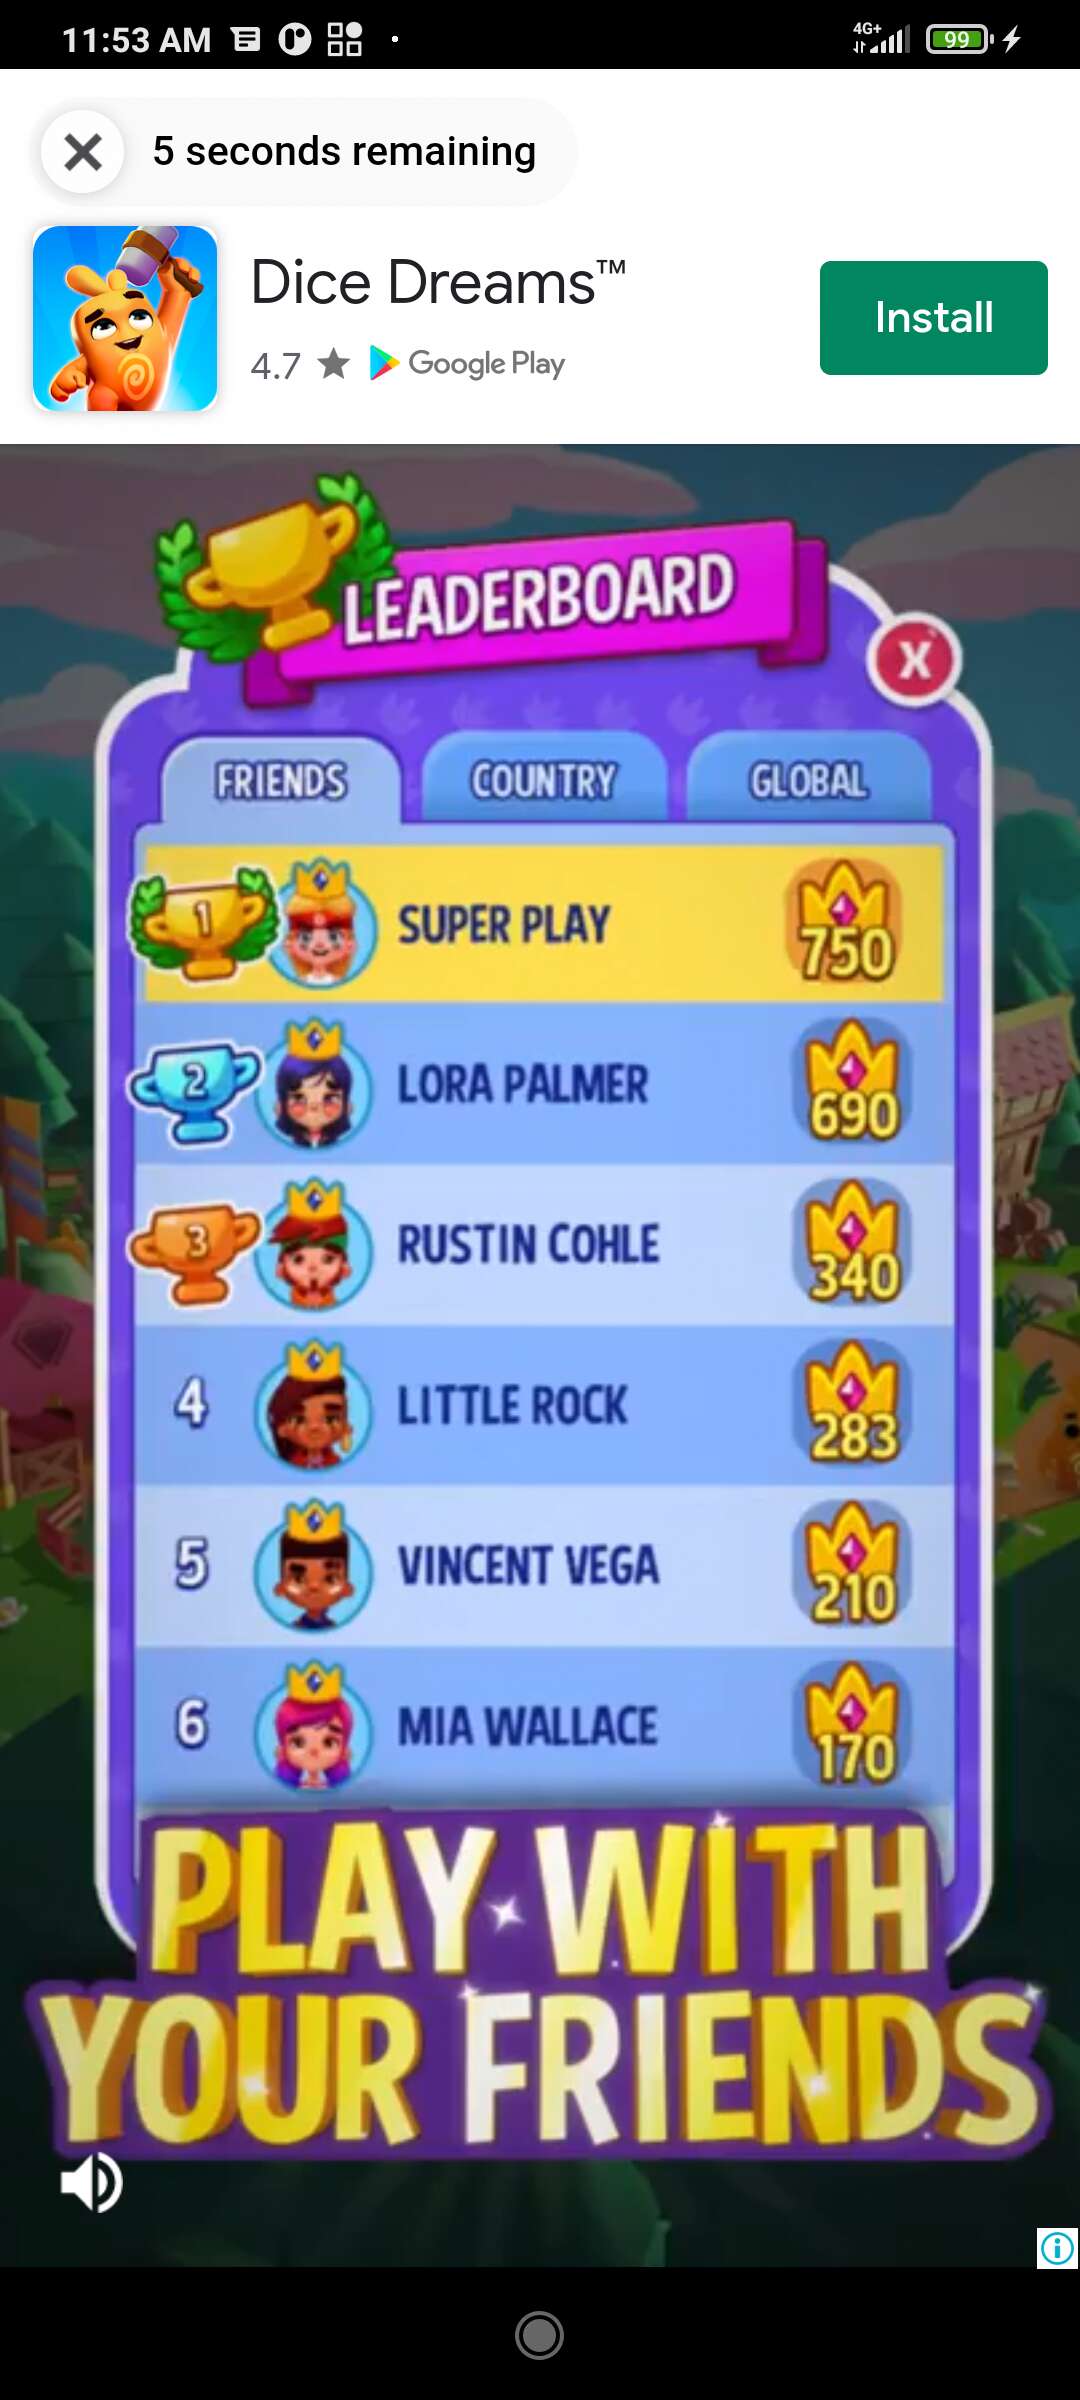 11:53 AM
4G+
99
5 seconds remaining
Dice Dreams™
4.7 ★ Google Play
Install
LEADERBOARD
X
FRIENDS COUNTRY GLOBAL
1 SUPER PLAY 750
2 LORA PALMER 690
3 RUSTIN COHLE 340
4 LITTLE ROCK 283
5 VINCENT VEGA 210
6 MIA WALLACE 170
PLAY WITH
YOUR FRIENDS